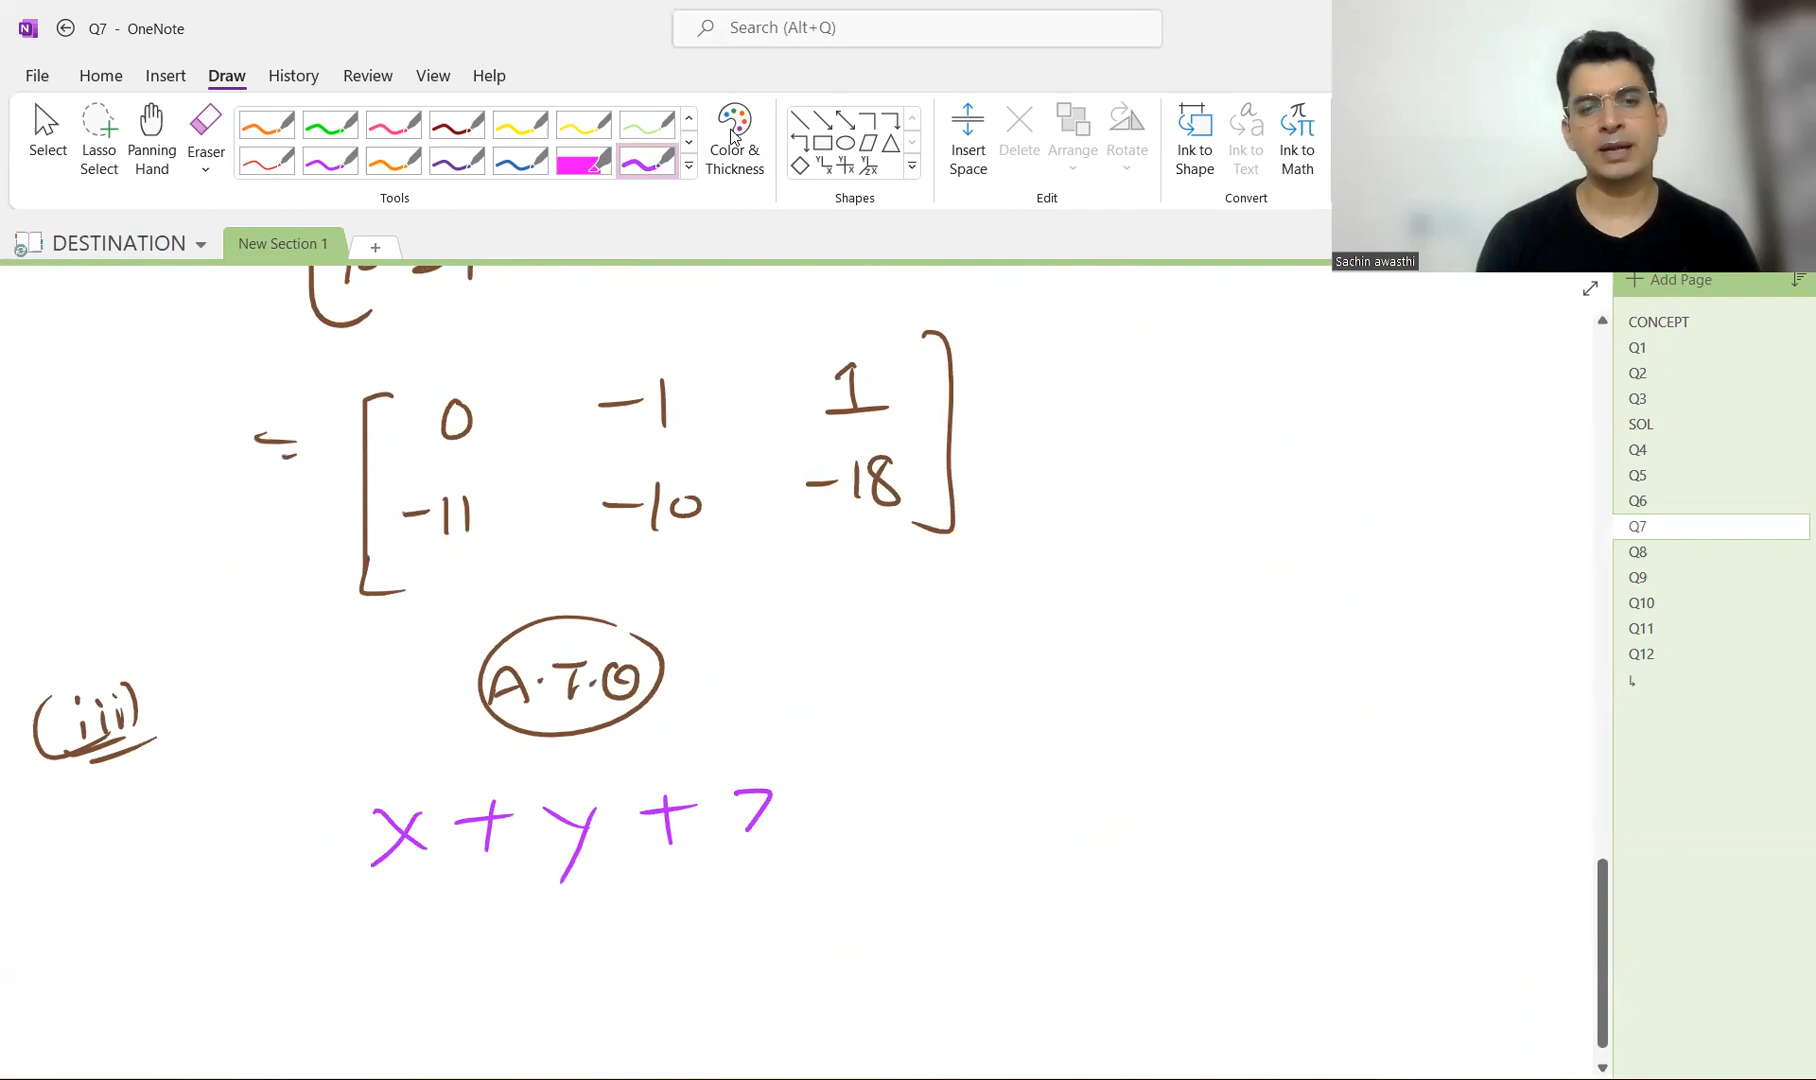 Q7 - OneNote
Search (Alt+Q)
File Home Insert Draw History Review View Help
Select
Lasso Select
Panning Hand
Eraser
Color & Thickness
Insert Space
Delete
Arrange
Rotate
Ink to Shape
Ink to Text
Ink to Math
Tools
Shapes
Edit
Convert
Sachin awasthi
DESTINATION
New Section 1
+
Add Page
CONCEPT
Q1
Q2
Q3
SOL
Q4
Q5
Q6
Q7
Q8
Q9
Q10
Q11
Q12
= [ 0 -1 1
-11 -10 -18 ]
A.T.Q
(iii)
x + y +